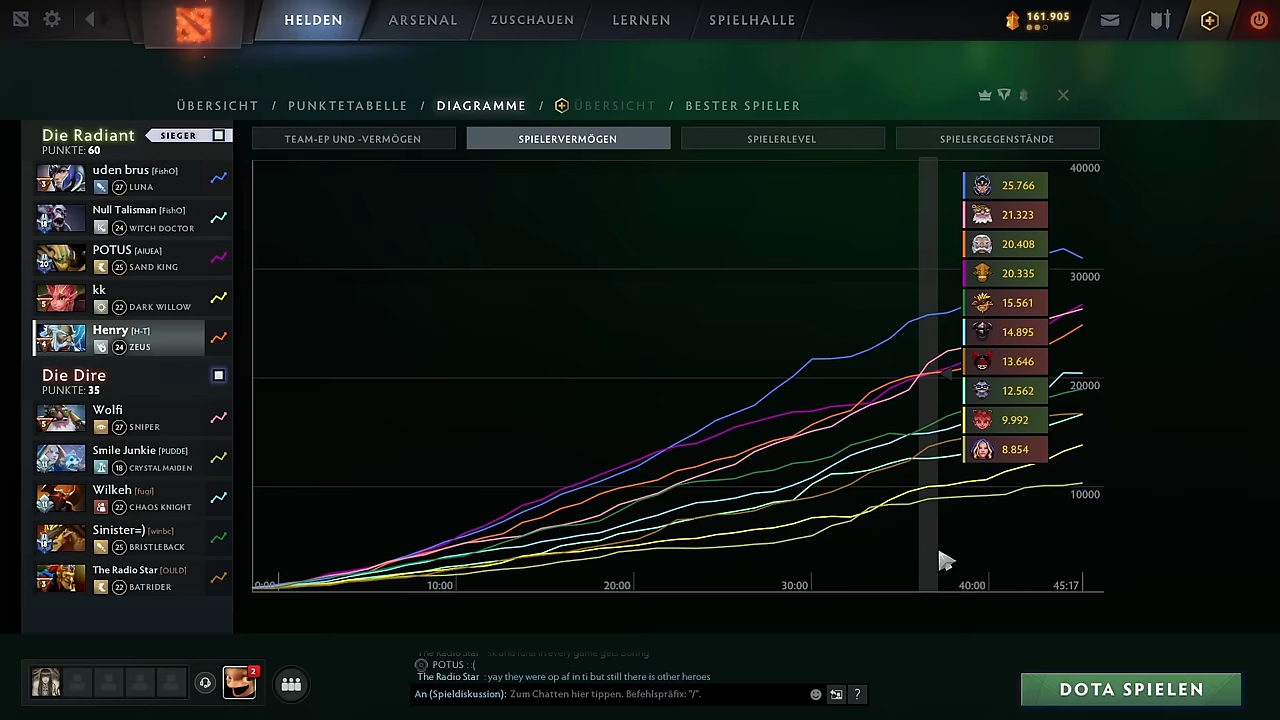 HELDEN
ARSENAL
ZUSCHAUEN
LERNEN
SPIELHALLE
161.905
ÜBERSICHT / PUNKTETABELLE / DIAGRAMME / ÜBERSICHT / BESTER SPIELER
Die Radiant
SIEGER
PUNKTE: 60
uden brus [FishO]
27 LUNA
Null Talisman [FishO]
24 WITCH DOCTOR
POTUS [AIUEA]
25 SAND KING
kk
22 DARK WILLOW
Henry [H-T]
24 ZEUS
Die Dire
PUNKTE: 35
Wolfi
27 SNIPER
Smile Junkie [PUDDE]
18 CRYSTAL MAIDEN
Wilkeh [fugi]
22 CHAOS KNIGHT
Sinister=) [winbc]
25 BRISTLEBACK
The Radio Star [OULD]
22 BATRIDER
TEAM-EP UND -VERMÖGEN
SPIELERVERMÖGEN
SPIELERLEVEL
SPIELERGEGENSTÄNDE
40000
30000
20000
10000
25.766
21.323
20.408
20.335
15.561
14.895
13.646
12.562
9.992
8.854
0:00
10:00
20:00
30:00
40:00
45:17
2
POTUS : :(
The Radio Star : yay they were op af in ti but still there is other heroes
An (Spieldiskussion): Zum Chatten hier tippen. Befehlspräfix: "/".
?
DOTA SPIELEN